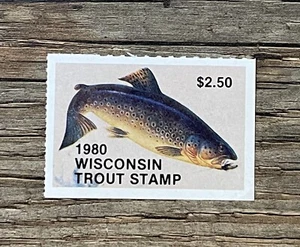 $2.50
1980
WISCONSIN
TROUT STAMP